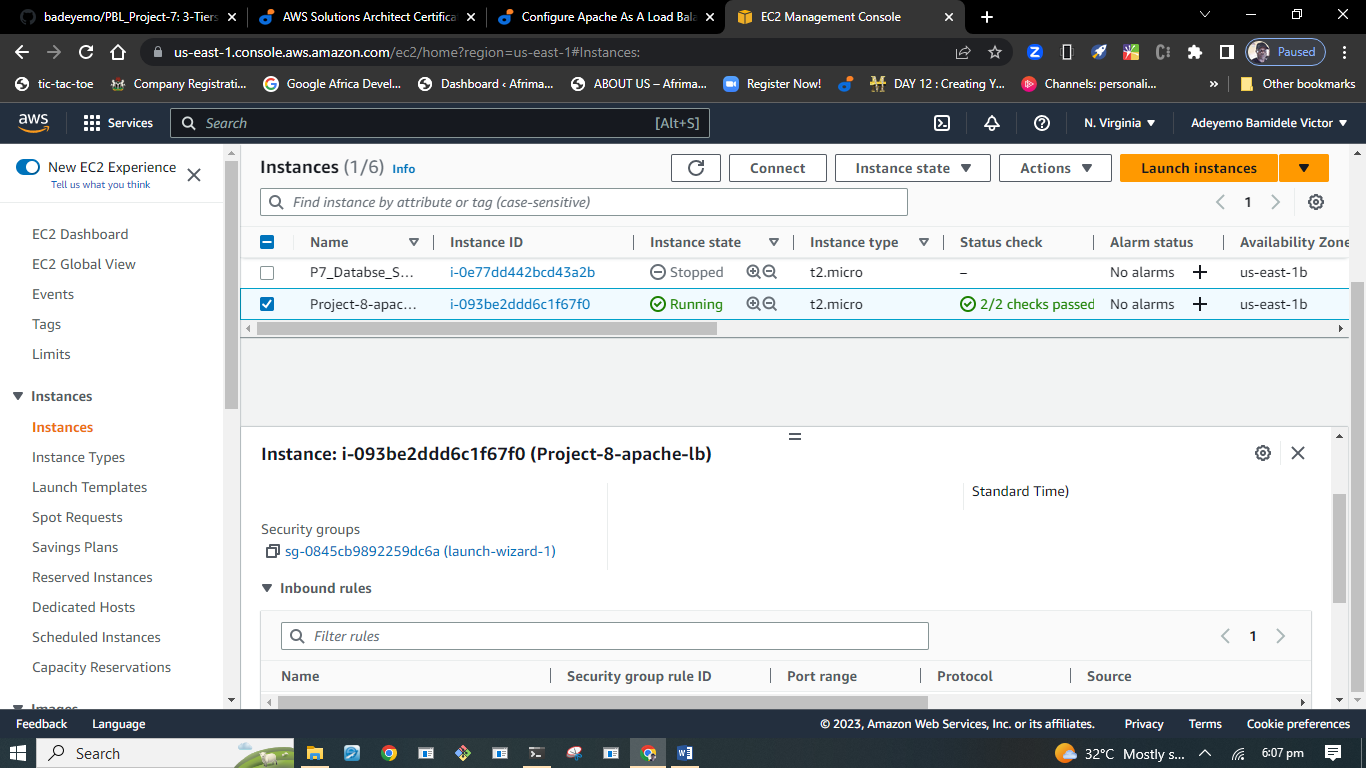 badeyemo/PBL_Project-7: 3-Tiers
AWS Solutions Architect Certifica
Configure Apache As A Load Bala
EC2 Management Console
us-east-1.console.aws.amazon.com/ec2/home?region=us-east-1#Instances:
Paused
tic-tac-toe
Company Registrati...
Google Africa Devel...
Dashboard ‹ Afrima...
ABOUT US – Afrima...
Register Now!
DAY 12 : Creating Y...
Channels: personali...
»
Other bookmarks
aws
Services
Search
[Alt+S]
N. Virginia
Adeyemo Bamidele Victor
New EC2 Experience
Tell us what you think
EC2 Dashboard
EC2 Global View
Events
Tags
Limits
Instances
Instances
Instance Types
Launch Templates
Spot Requests
Savings Plans
Reserved Instances
Dedicated Hosts
Scheduled Instances
Capacity Reservations
Images
Instances (1/6) Info
Connect
Instance state
Actions
Launch instances
Find instance by attribute or tag (case-sensitive)
1
Name Instance ID Instance state Instance type Status check Alarm status Availability Zone
P7_Databse_S... i-0e77dd442bcd43a2b Stopped t2.micro – No alarms + us-east-1b
Project-8-apac... i-093be2ddd6c1f67f0 Running t2.micro 2/2 checks passed No alarms + us-east-1b
Instance: i-093be2ddd6c1f67f0 (Project-8-apache-lb)
Standard Time)
Security groups
sg-0845cb9892259dc6a (launch-wizard-1)
Inbound rules
Filter rules
1
Name Security group rule ID Port range Protocol Source
Feedback Language © 2023, Amazon Web Services, Inc. or its affiliates. Privacy Terms Cookie preferences
Search
32°C Mostly s...
6:07 pm